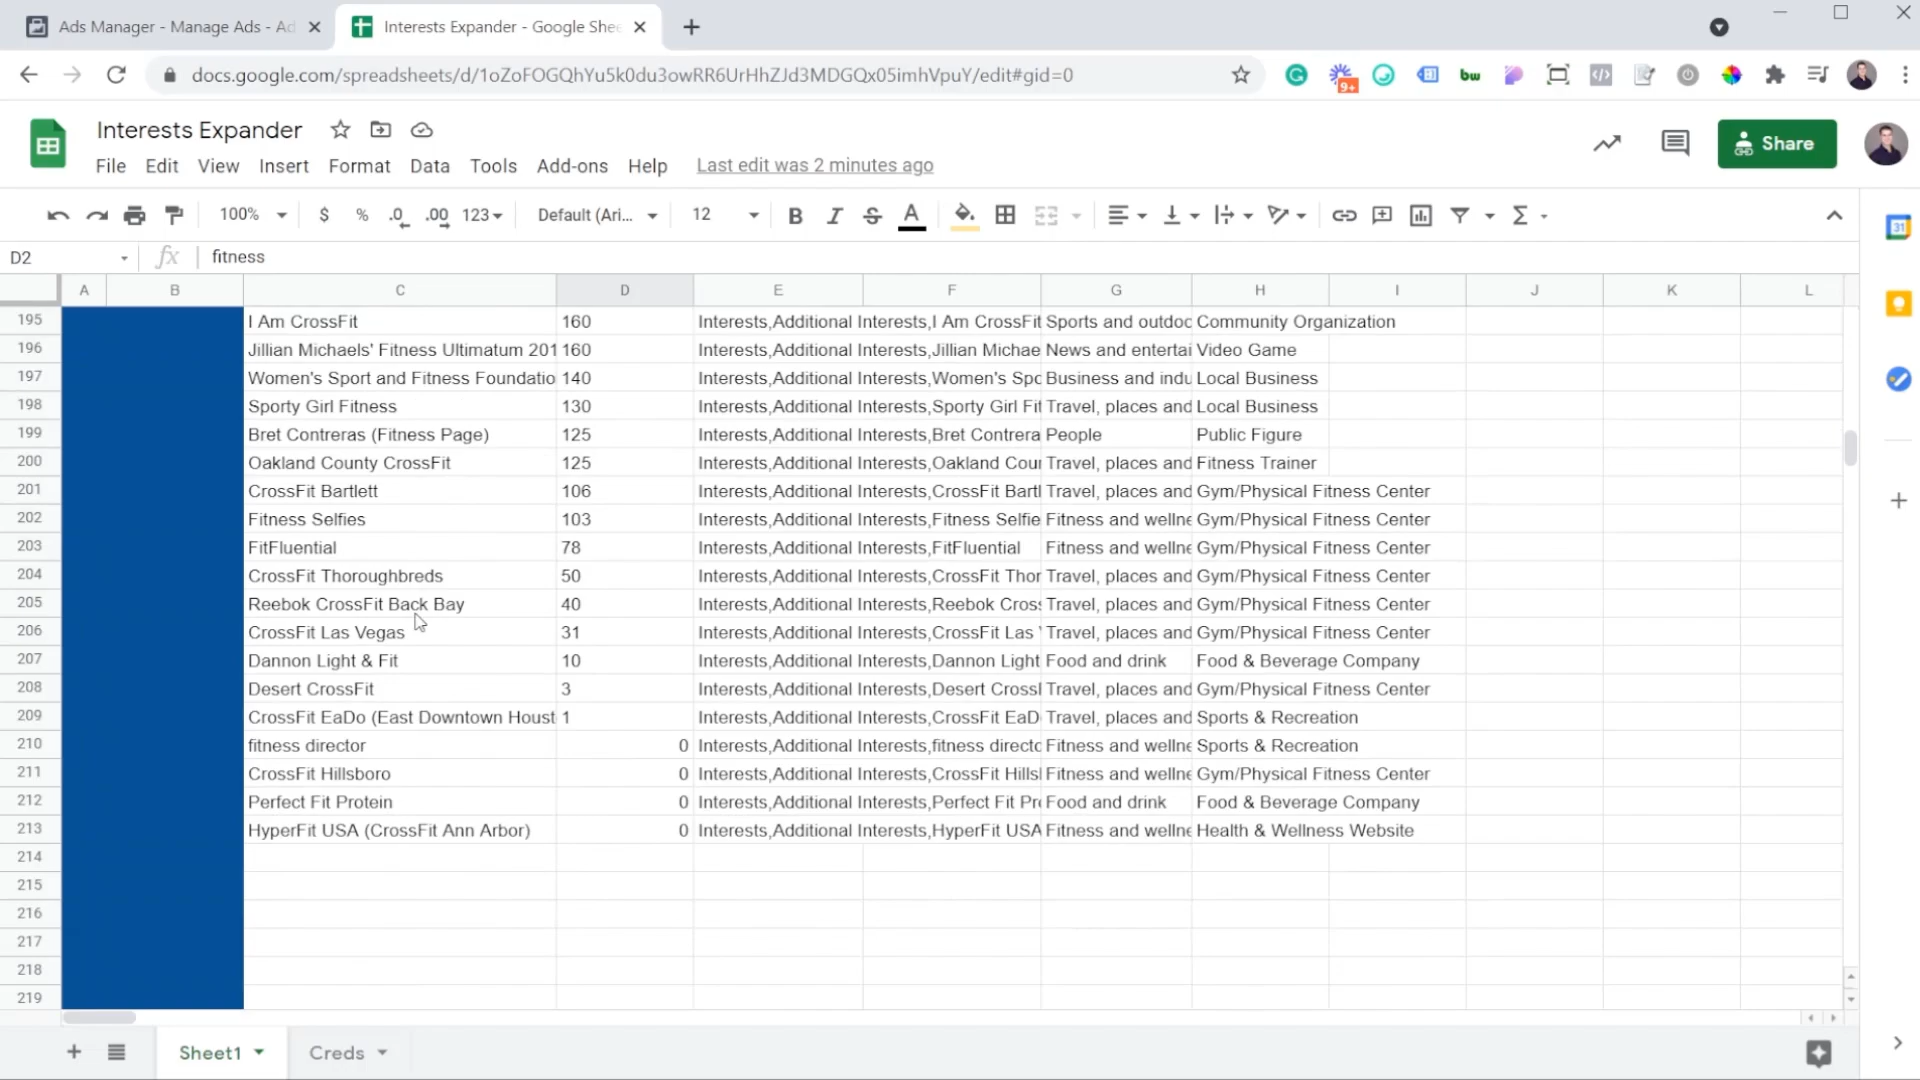 Ads Manager - Manage Ads - Ad
Interests Expander - Google Shee
docs.google.com/spreadsheets/d/1oZoFOGQhYu5k0du3owRR6UrHhZJd3MDGQx05imhVpuY/edit#gid=0
9+
bw
Interests Expander
Share
File Edit View Insert Format Data Tools Add-ons Help Last edit was 2 minutes ago
100% $ % .0 .00 123 Default (Ari... 12 B I S A
31
D2 fx fitness
A B C D E F G H I J K L
195 I Am CrossFit 160 Interests,Additional Interests,I Am CrossFit Sports and outdoo Community Organization
196 Jillian Michaels' Fitness Ultimatum 201 160 Interests,Additional Interests,Jillian Michae News and entertai Video Game
197 Women's Sport and Fitness Foundatio 140 Interests,Additional Interests,Women's Spo Business and indu Local Business
198 Sporty Girl Fitness 130 Interests,Additional Interests,Sporty Girl Fit Travel, places and Local Business
199 Bret Contreras (Fitness Page) 125 Interests,Additional Interests,Bret Contrera People Public Figure
200 Oakland County CrossFit 125 Interests,Additional Interests,Oakland Cour Travel, places and Fitness Trainer
201 CrossFit Bartlett 106 Interests,Additional Interests,CrossFit Bartl Travel, places and Gym/Physical Fitness Center
202 Fitness Selfies 103 Interests,Additional Interests,Fitness Selfie Fitness and wellne Gym/Physical Fitness Center
203 FitFluential 78 Interests,Additional Interests,FitFluential Fitness and wellne Gym/Physical Fitness Center
204 CrossFit Thoroughbreds 50 Interests,Additional Interests,CrossFit Thor Travel, places and Gym/Physical Fitness Center
205 Reebok CrossFit Back Bay 40 Interests,Additional Interests,Reebok Cross Travel, places and Gym/Physical Fitness Center
206 CrossFit Las Vegas 31 Interests,Additional Interests,CrossFit Las Travel, places and Gym/Physical Fitness Center
207 Dannon Light & Fit 10 Interests,Additional Interests,Dannon Light Food and drink Food & Beverage Company
208 Desert CrossFit 3 Interests,Additional Interests,Desert Crossl Travel, places and Gym/Physical Fitness Center
209 CrossFit EaDo (East Downtown Houst 1 Interests,Additional Interests,CrossFit EaD Travel, places and Sports & Recreation
210 fitness director 0 Interests,Additional Interests,fitness directo Fitness and wellne Sports & Recreation
211 CrossFit Hillsboro 0 Interests,Additional Interests,CrossFit Hillsl Fitness and wellne Gym/Physical Fitness Center
212 Perfect Fit Protein 0 Interests,Additional Interests,Perfect Fit Pr Food and drink Food & Beverage Company
213 HyperFit USA (CrossFit Ann Arbor) 0 Interests,Additional Interests,HyperFit USA Fitness and wellne Health & Wellness Website
214
215
216
217
218
219
Sheet1 Creds